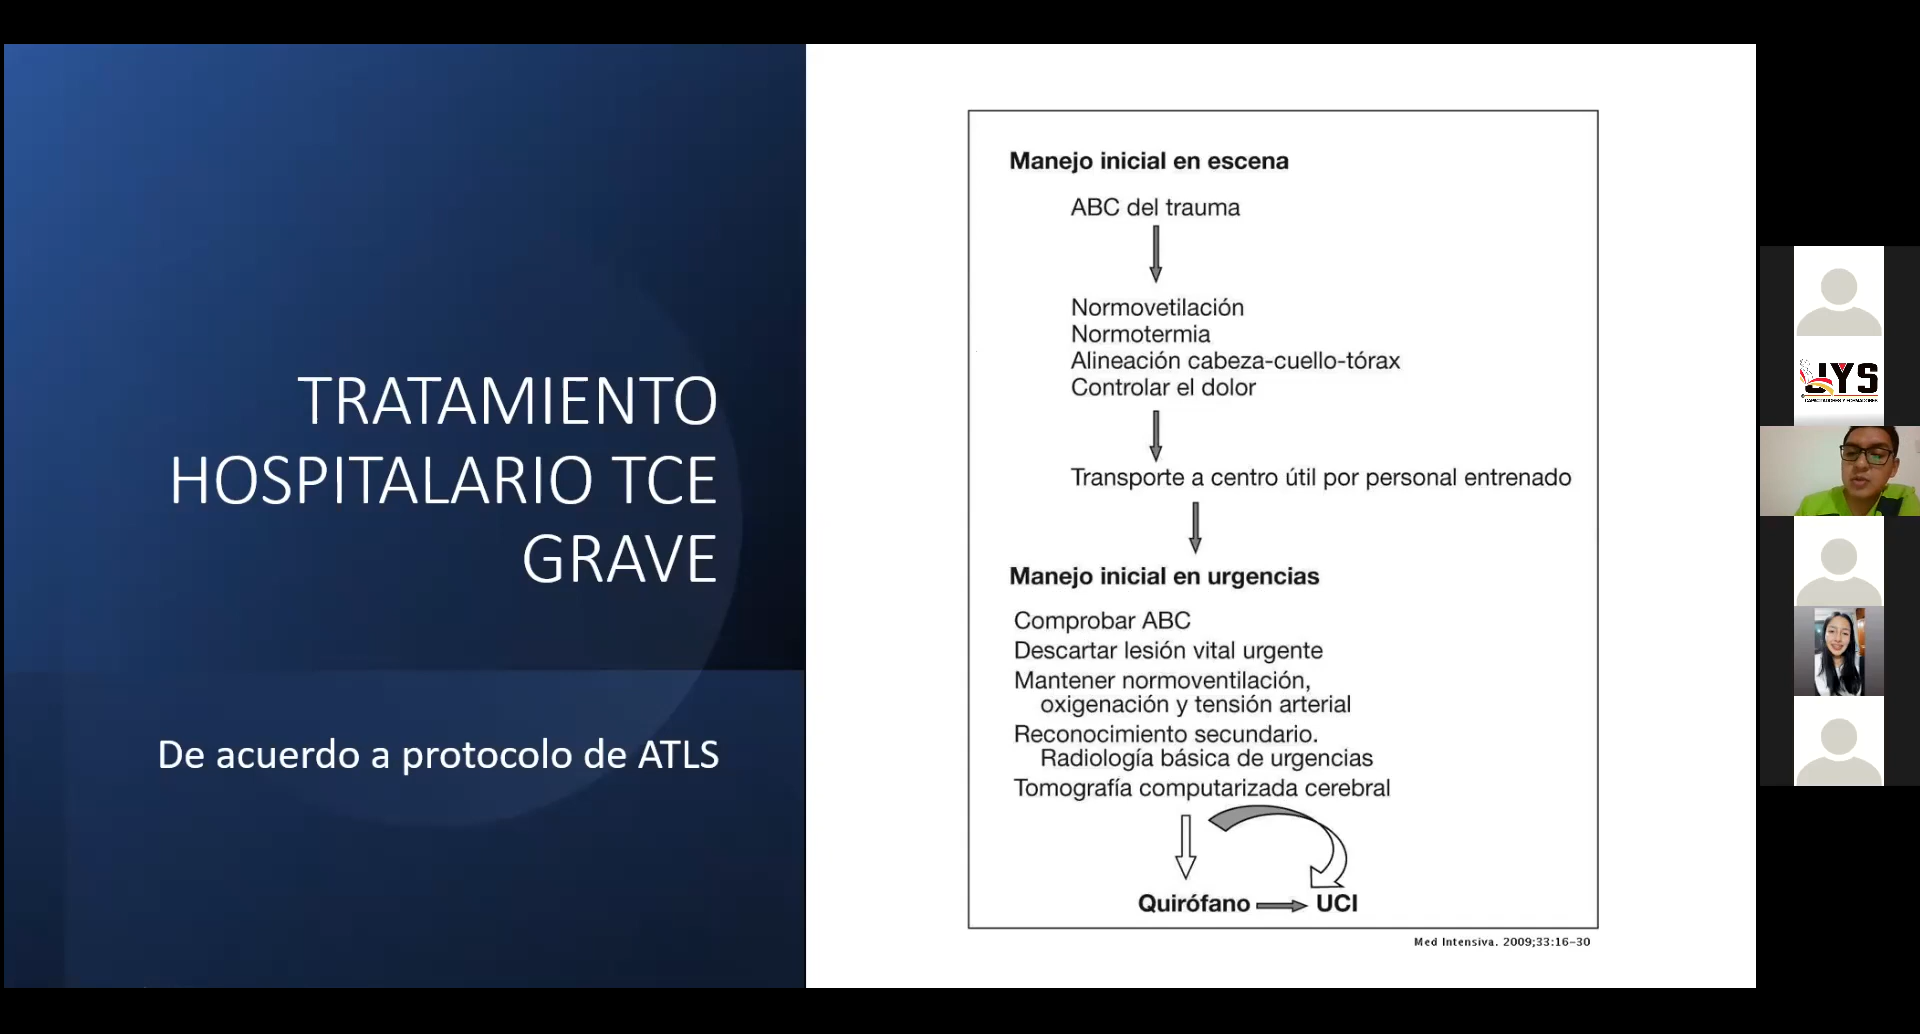 TRATAMIENTO
HOSPITALARIO TCE
GRAVE
De acuerdo a protocolo de ATLS
Manejo inicial en escena
ABC del trauma
Normovetilación
Normotermia
Alineación cabeza-cuello-tórax
Controlar el dolor
Transporte a centro útil por personal entrenado
Manejo inicial en urgencias
Comprobar ABC
Descartar lesión vital urgente
Mantener normoventilación,
oxigenación y tensión arterial
Reconocimiento secundario.
Radiología básica de urgencias
Tomografía computarizada cerebral
Quirófano UCI
Med Intensiva. 2009;33:16-30
JYS